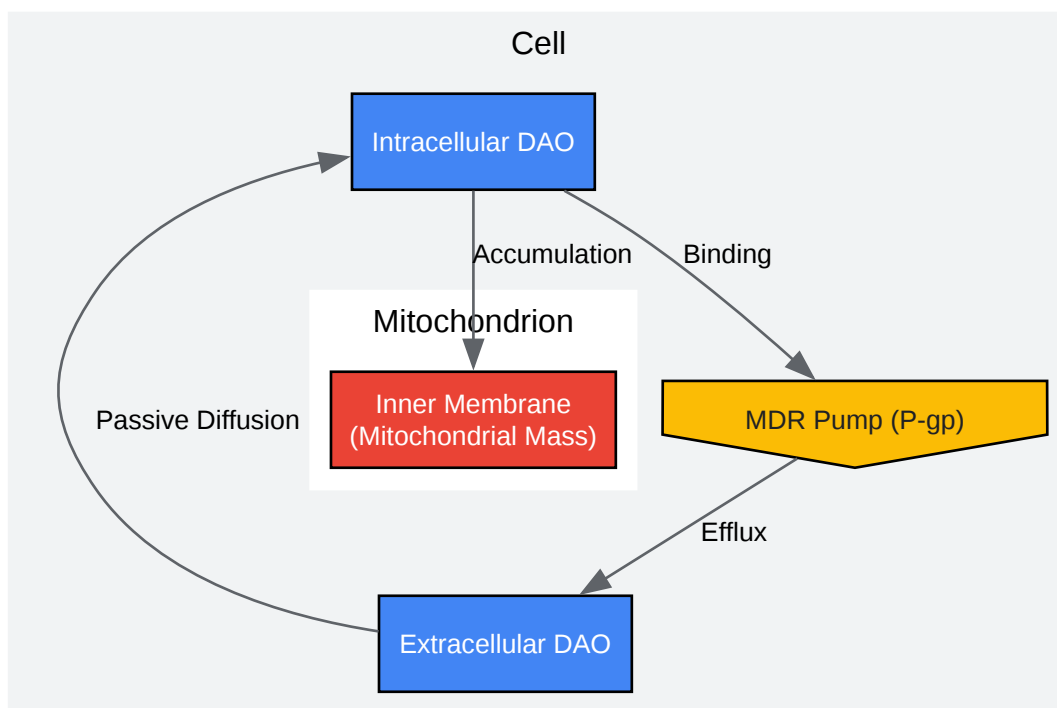 Cell
Intracellular DAO
Accumulation
Binding
Mitochondrion
Inner Membrane
(Mitochondrial Mass)
Passive Diffusion
MDR Pump (P-gp)
Efflux
Extracellular DAO